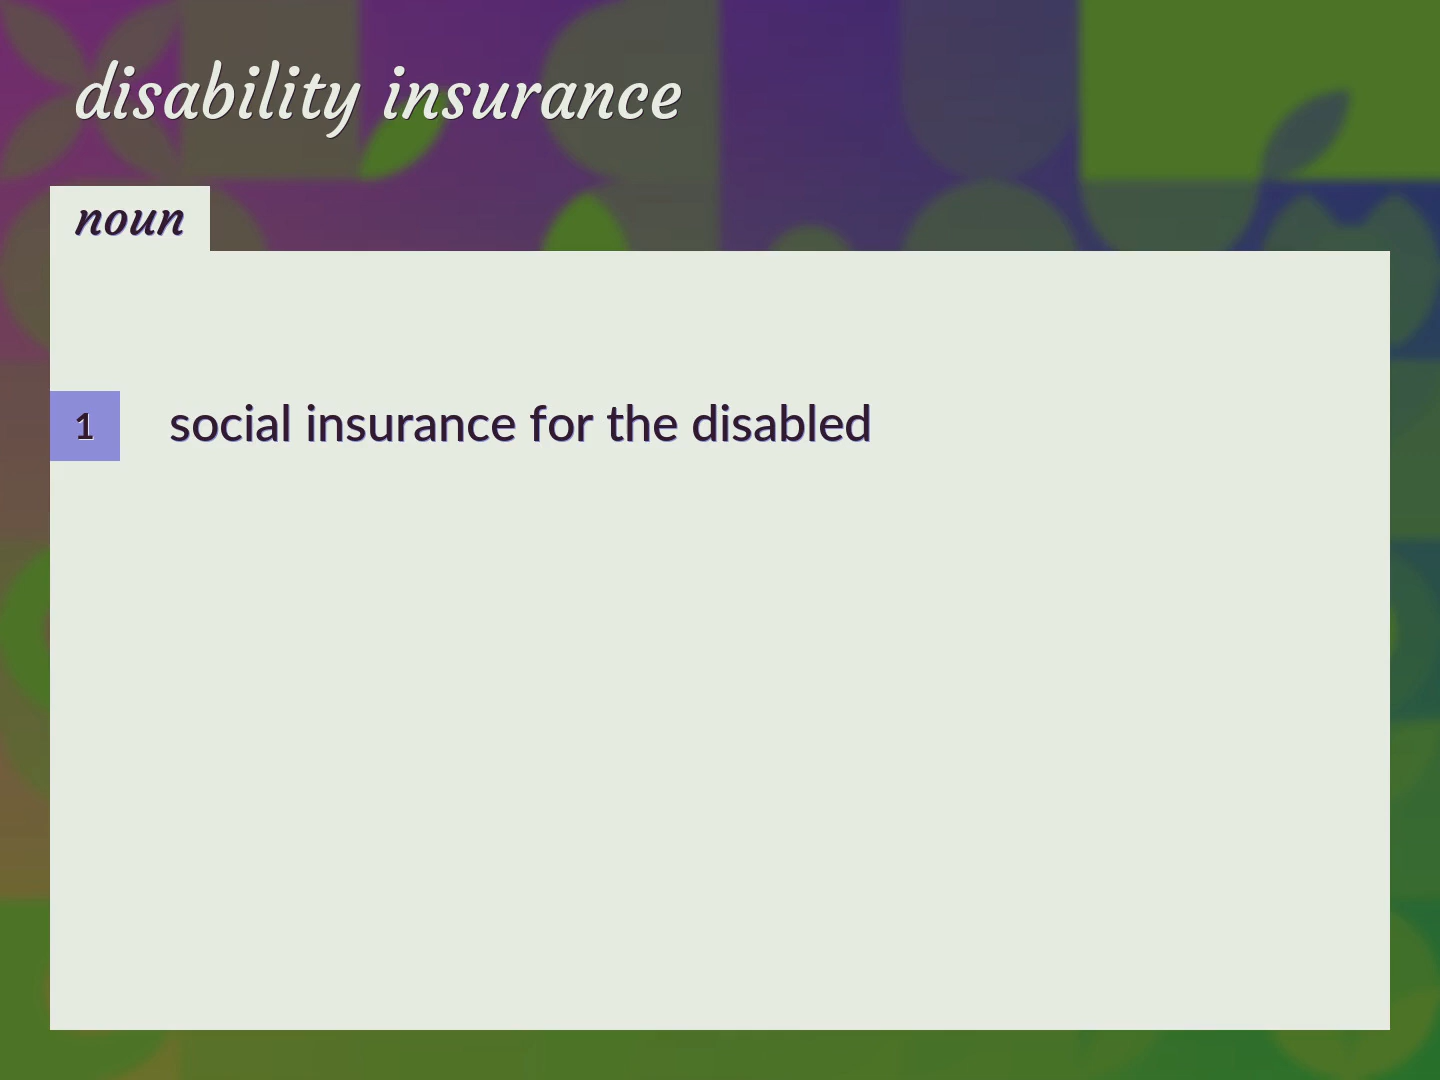 disability insurance
noun
1
social insurance for the disabled